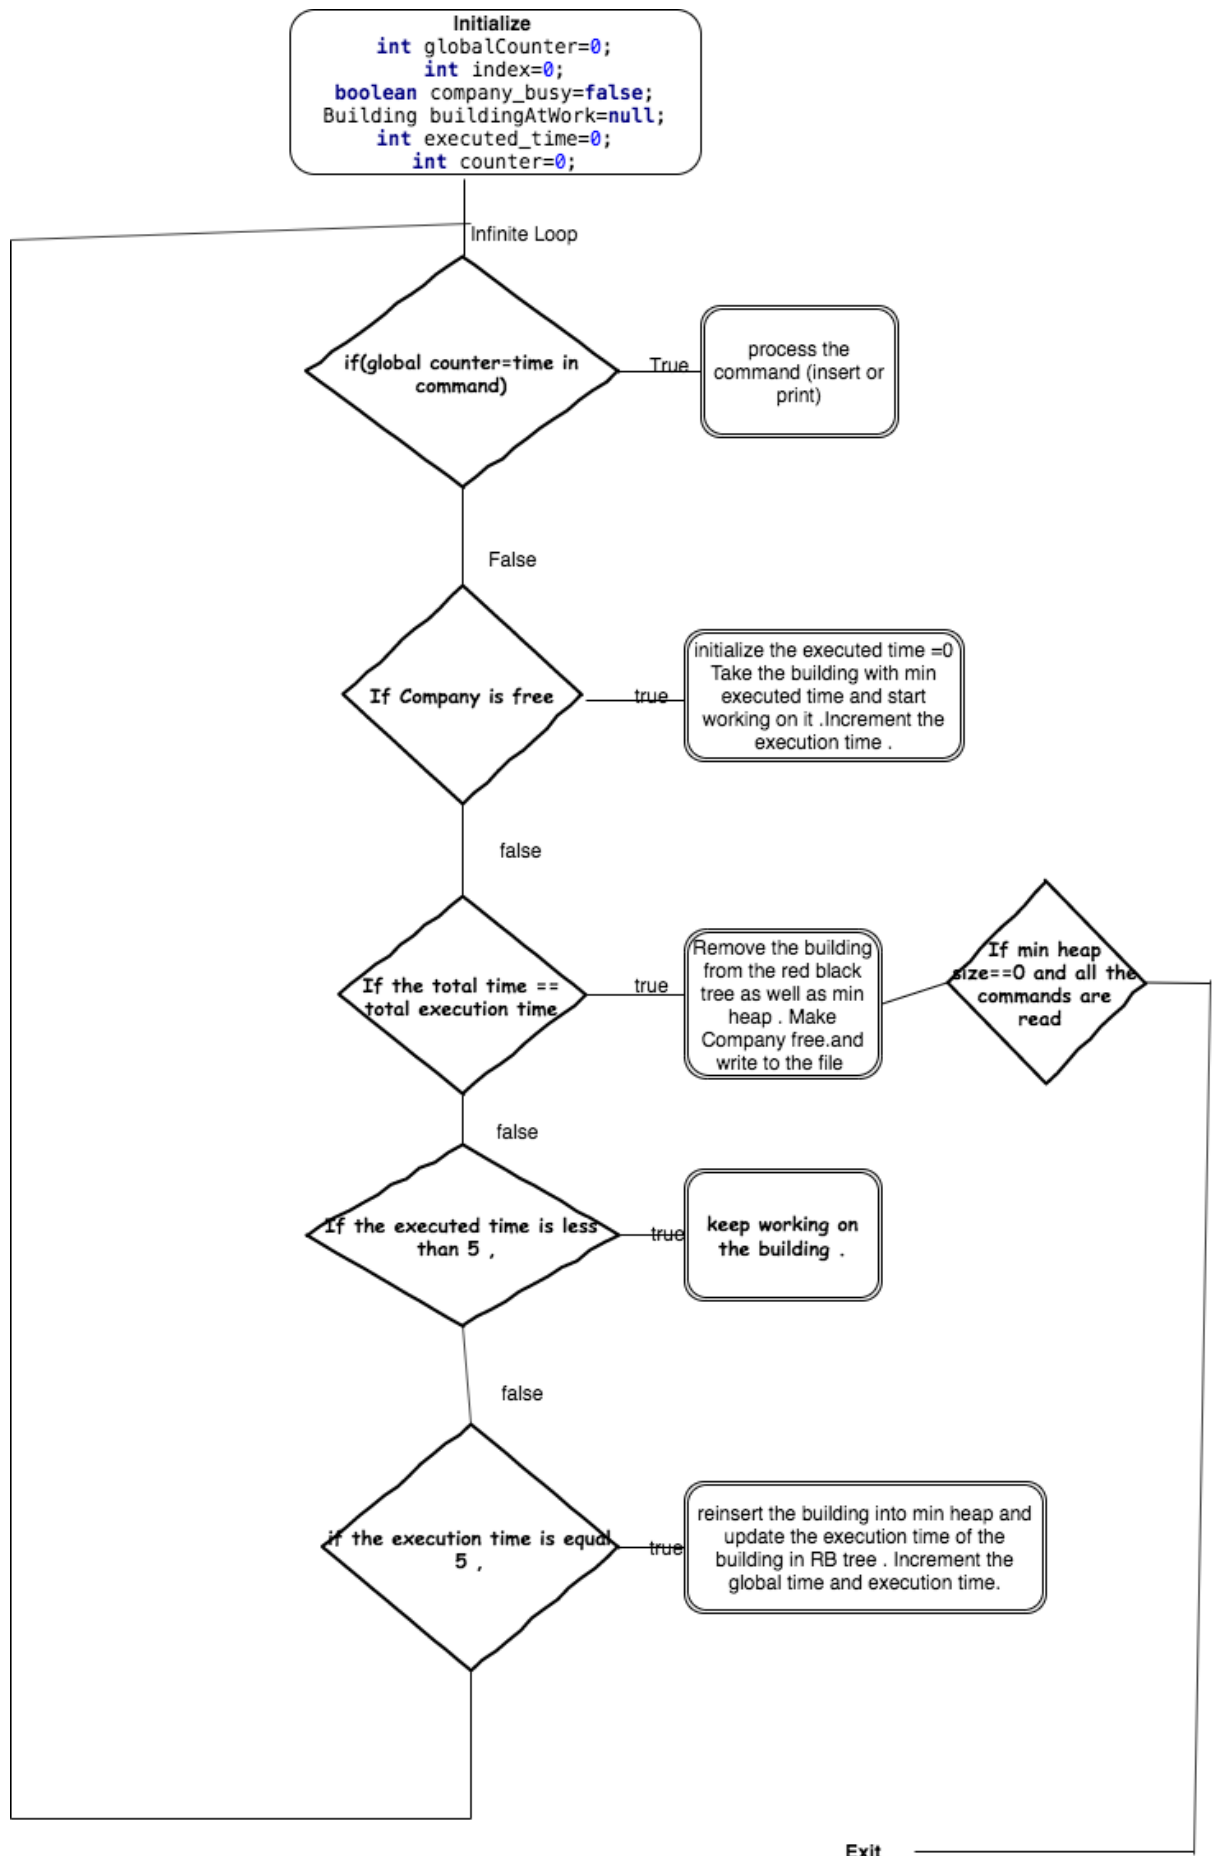 Initialize
int globalCounter=0;
int index=0;
boolean company_busy=false;
Building buildingAtWork=null;
int executed_time=0;
int counter=0;
Infinite Loop
if(global counter=time in
command)
True
process the
command (insert or
print)
False
If Company is free
true
initialize the executed time =0
Take the building with min
executed time and start
working on it .Increment the
execution time .
false
If the total time ==
total execution time
true
Remove the building
from the red black
tree as well as min
heap . Make
Company free.and
write to the file
If min heap
size==0 and all the
commands are
read
false
If the executed time is less
than 5 ,
true
keep working on
the building .
false
if the execution time is equal
5 ,
true
reinsert the building into min heap and
update the execution time of the
building in RB tree . Increment the
global time and execution time.
Exit